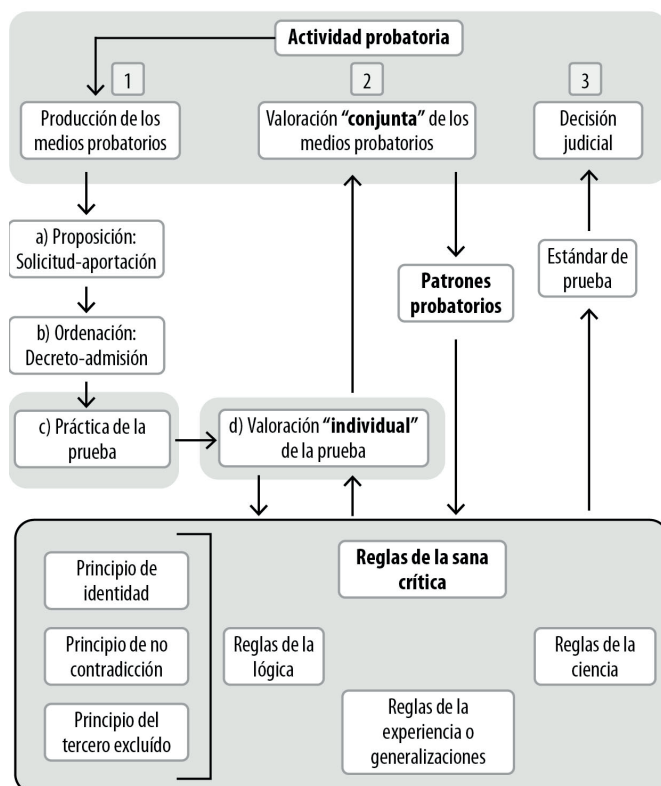 Actividad probatoria
1
2
3
Producción de los
medios probatorios
Valoración “conjunta” de los
medios probatorios
Decisión
judicial
a) Proposición:
Solicitud-aportación
Patrones
probatorios
Estándar de
prueba
b) Ordenación:
Decreto-admisión
c) Práctica de la
prueba
d) Valoración “individual”
de la prueba
Reglas de la sana
crítica
Principio de
identidad
Principio de no
contradicción
Reglas de la
lógica
Reglas de la
ciencia
Principio del
tercero excluído
Reglas de la
experiencia o
generalizaciones